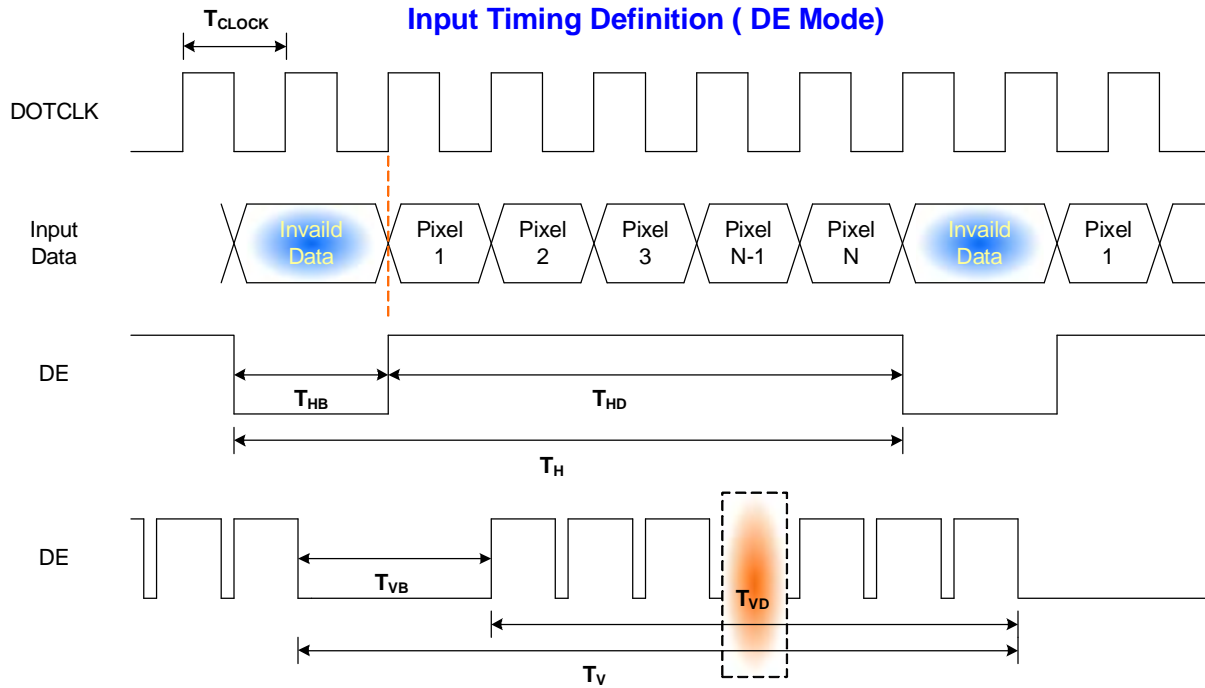 Input Timing Definition ( DE Mode)
TCLOCK
DOTCLK
Input
Data
Invaild
Data
Pixel
1
Pixel
2
Pixel
3
Pixel
N-1
Pixel
N
Invaild
Data
Pixel
1
DE
THB
THD
TH
DE
TVB
TVD
TV